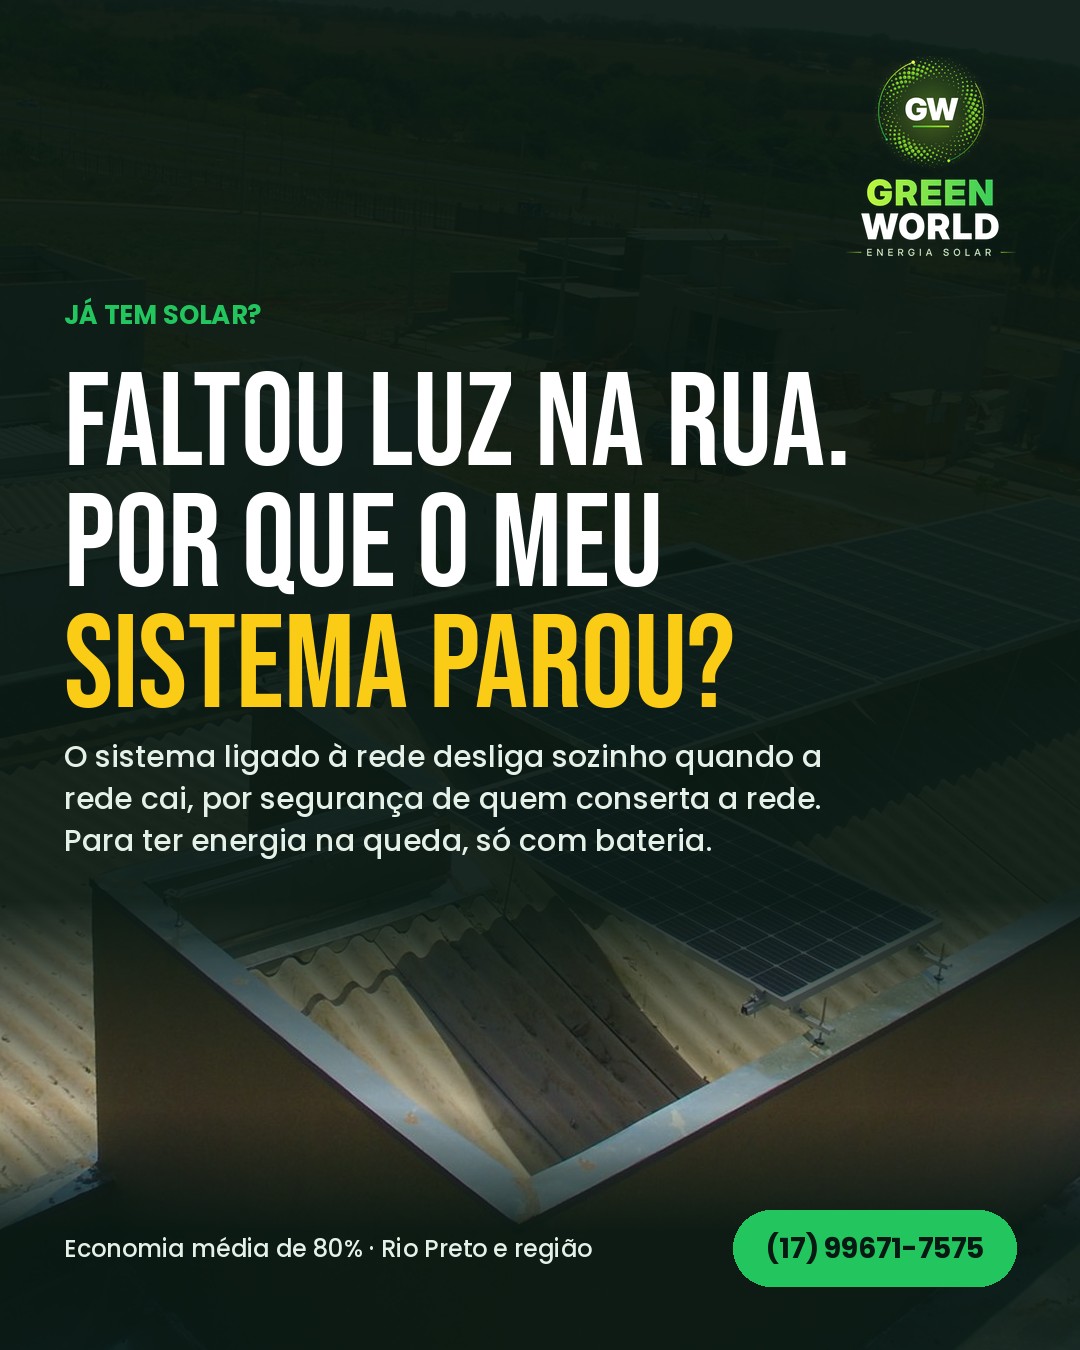 GW
GREEN
WORLD
ENERGIA SOLAR
JÁ TEM SOLAR?
FALTOU LUZ NA RUA.
POR QUE O MEU
SISTEMA PAROU?
O sistema ligado à rede desliga sozinho quando a
rede cai, por segurança de quem conserta a rede.
Para ter energia na queda, só com bateria.
Economia média de 80% · Rio Preto e região
(17) 99671-7575